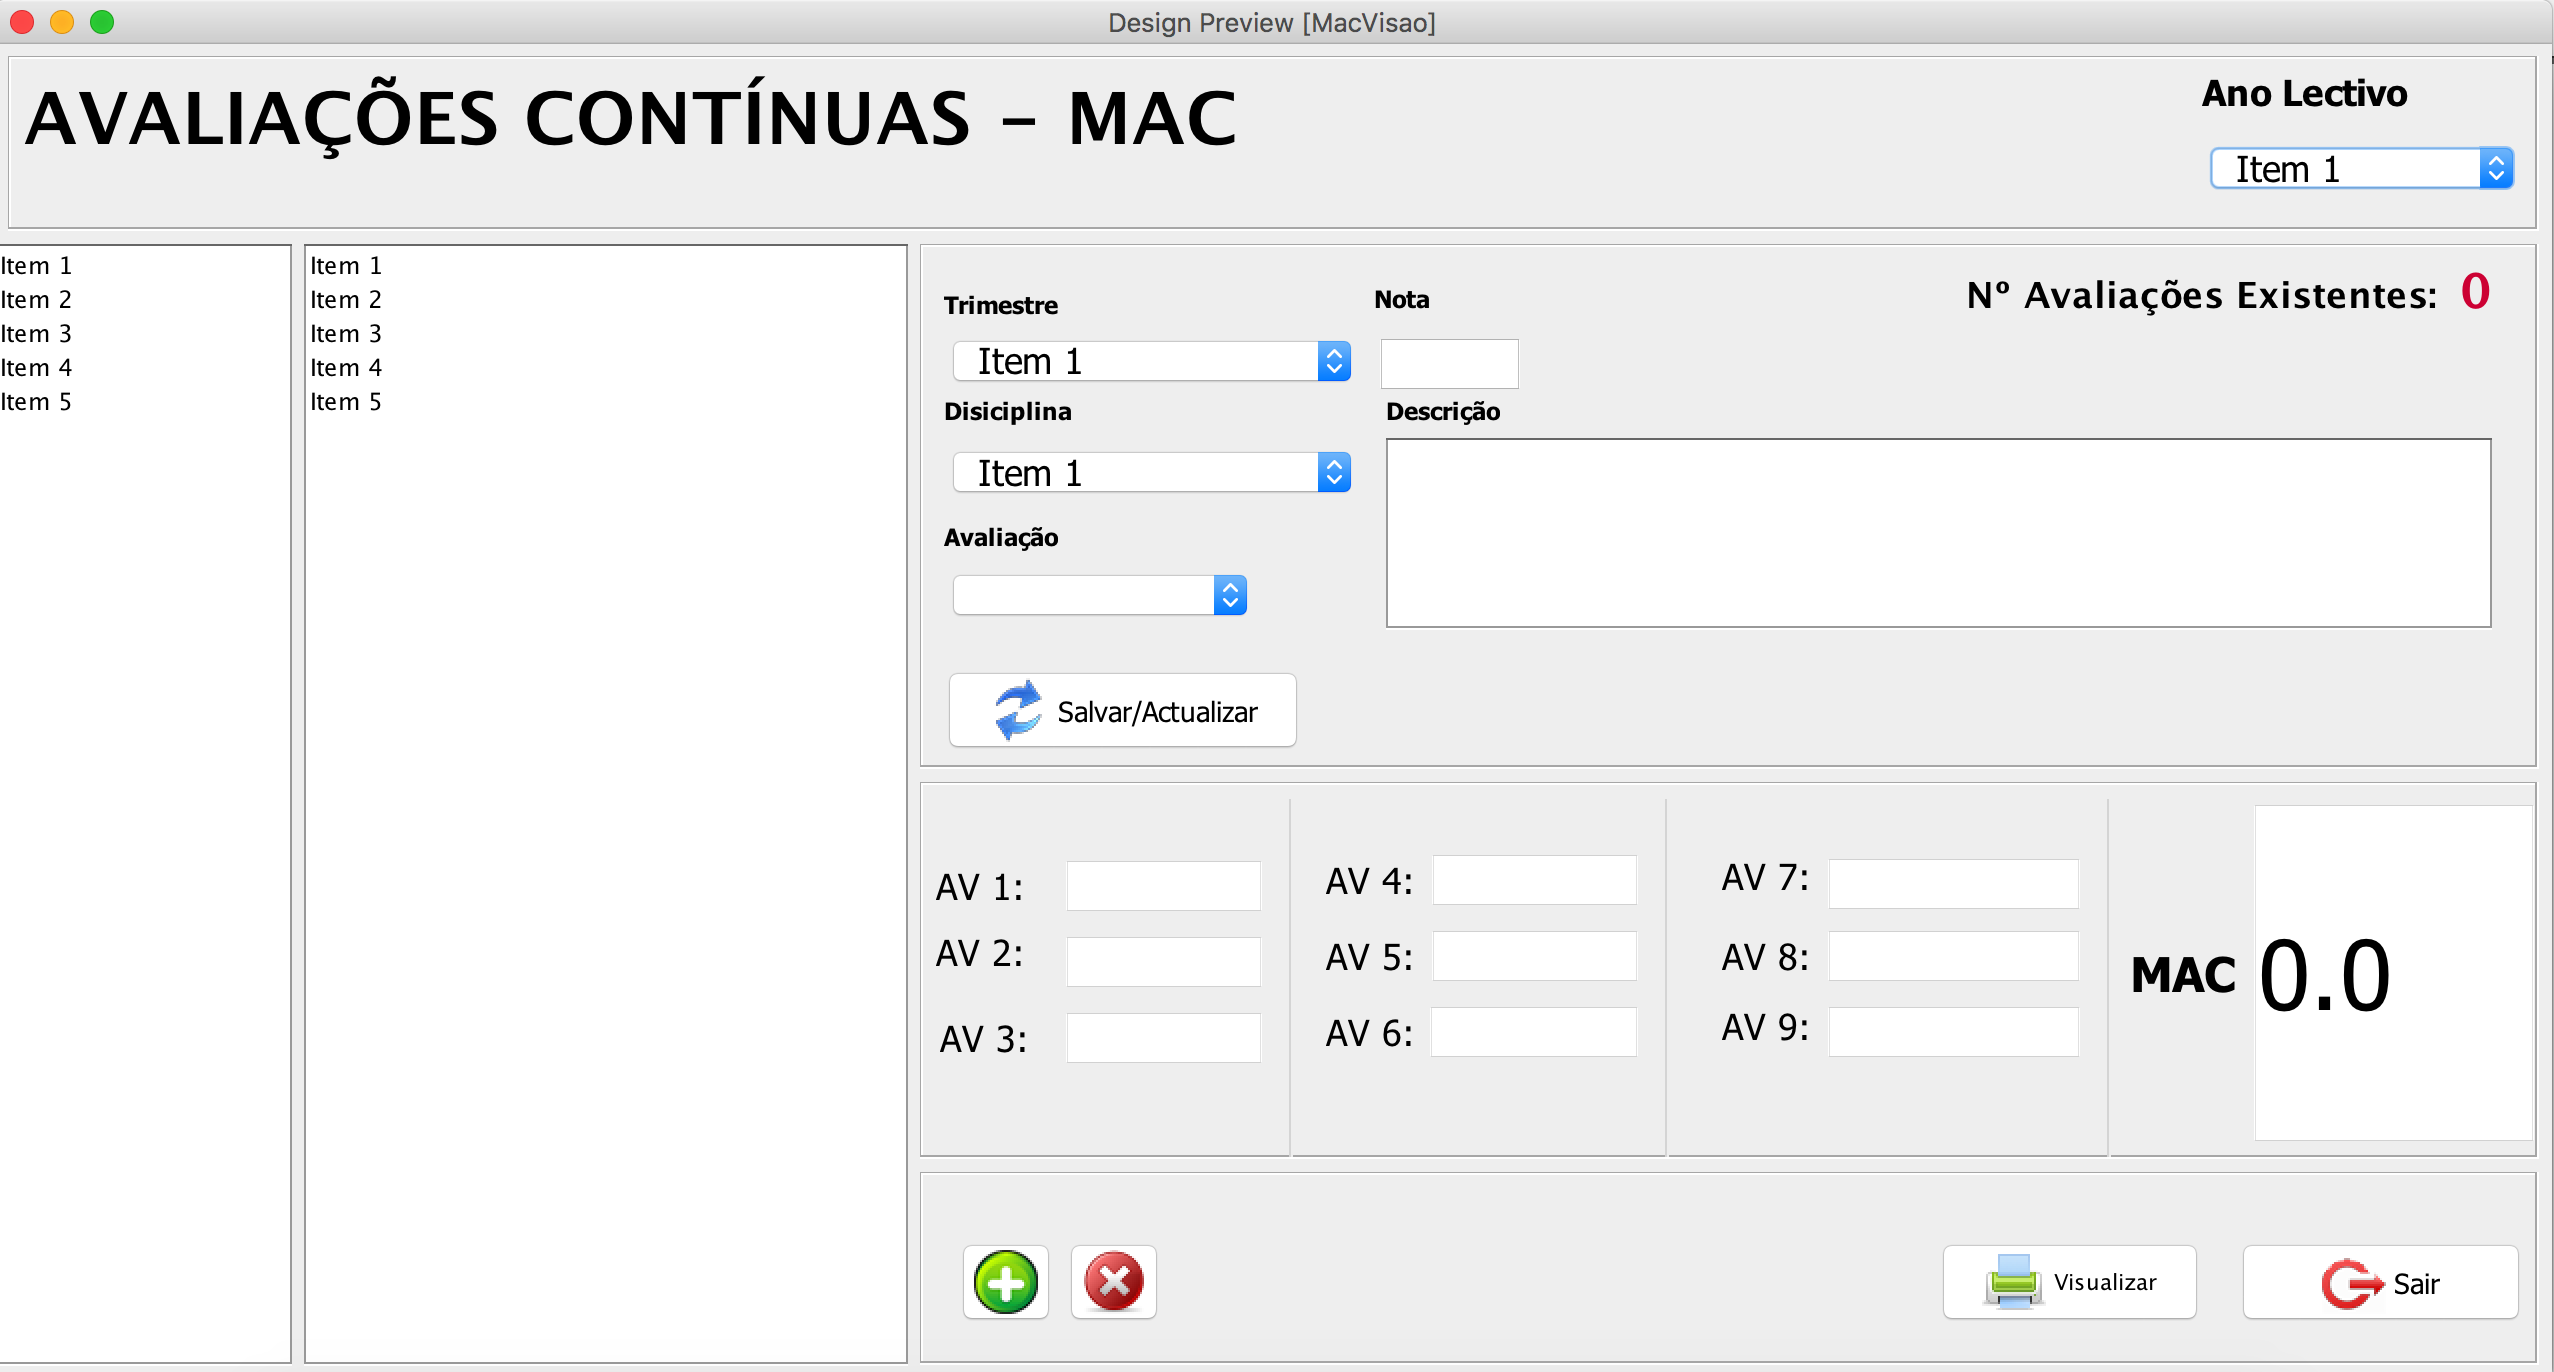 Design Preview [MacVisao]
AVALIAÇÕES CONTÍNUAS - MAC
Ano Lectivo
Item 1
Item 1
Item 2
Item 3
Item 4
Item 5
Item 1
Item 2
Item 3
Item 4
Item 5
Trimestre
Item 1
Nota
Nº Avaliações Existentes: 0
Disiciplina
Item 1
Descrição
Avaliação
Salvar/Actualizar
AV 1:
AV 2:
AV 3:
AV 4:
AV 5:
AV 6:
AV 7:
AV 8:
AV 9:
MAC 0.0
Visualizar
Sair